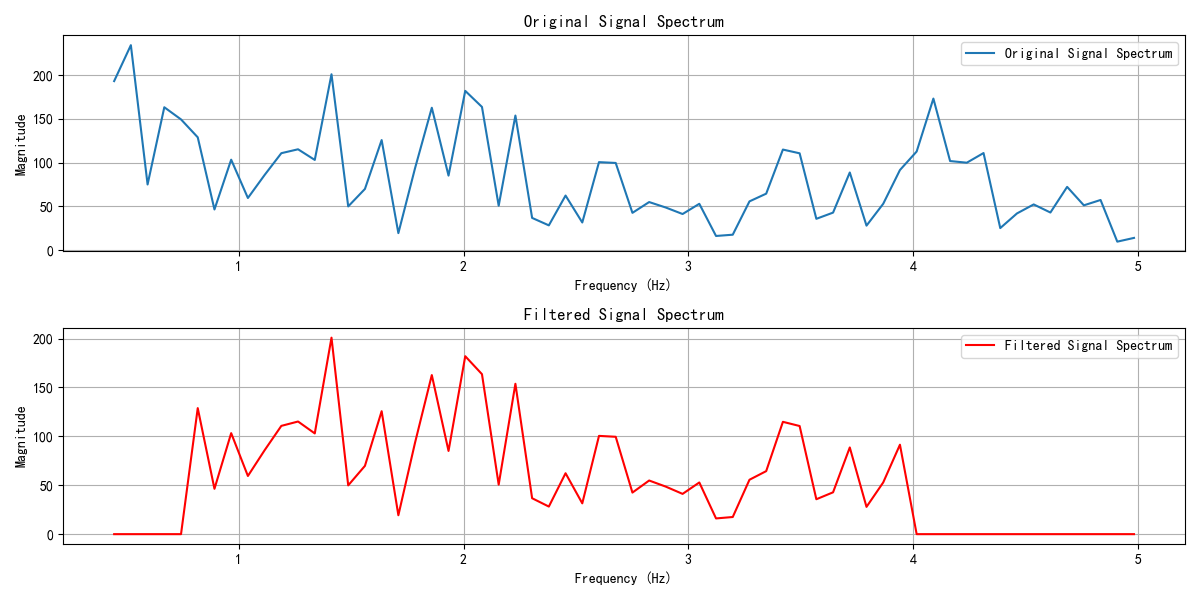 Original Signal Spectrum
Original Signal Spectrum
Magnitude
200
150
100
50
0
1 2 3 4 5
Frequency (Hz)
Filtered Signal Spectrum
Filtered Signal Spectrum
Magnitude
200
150
100
50
0
1 2 3 4 5
Frequency (Hz)